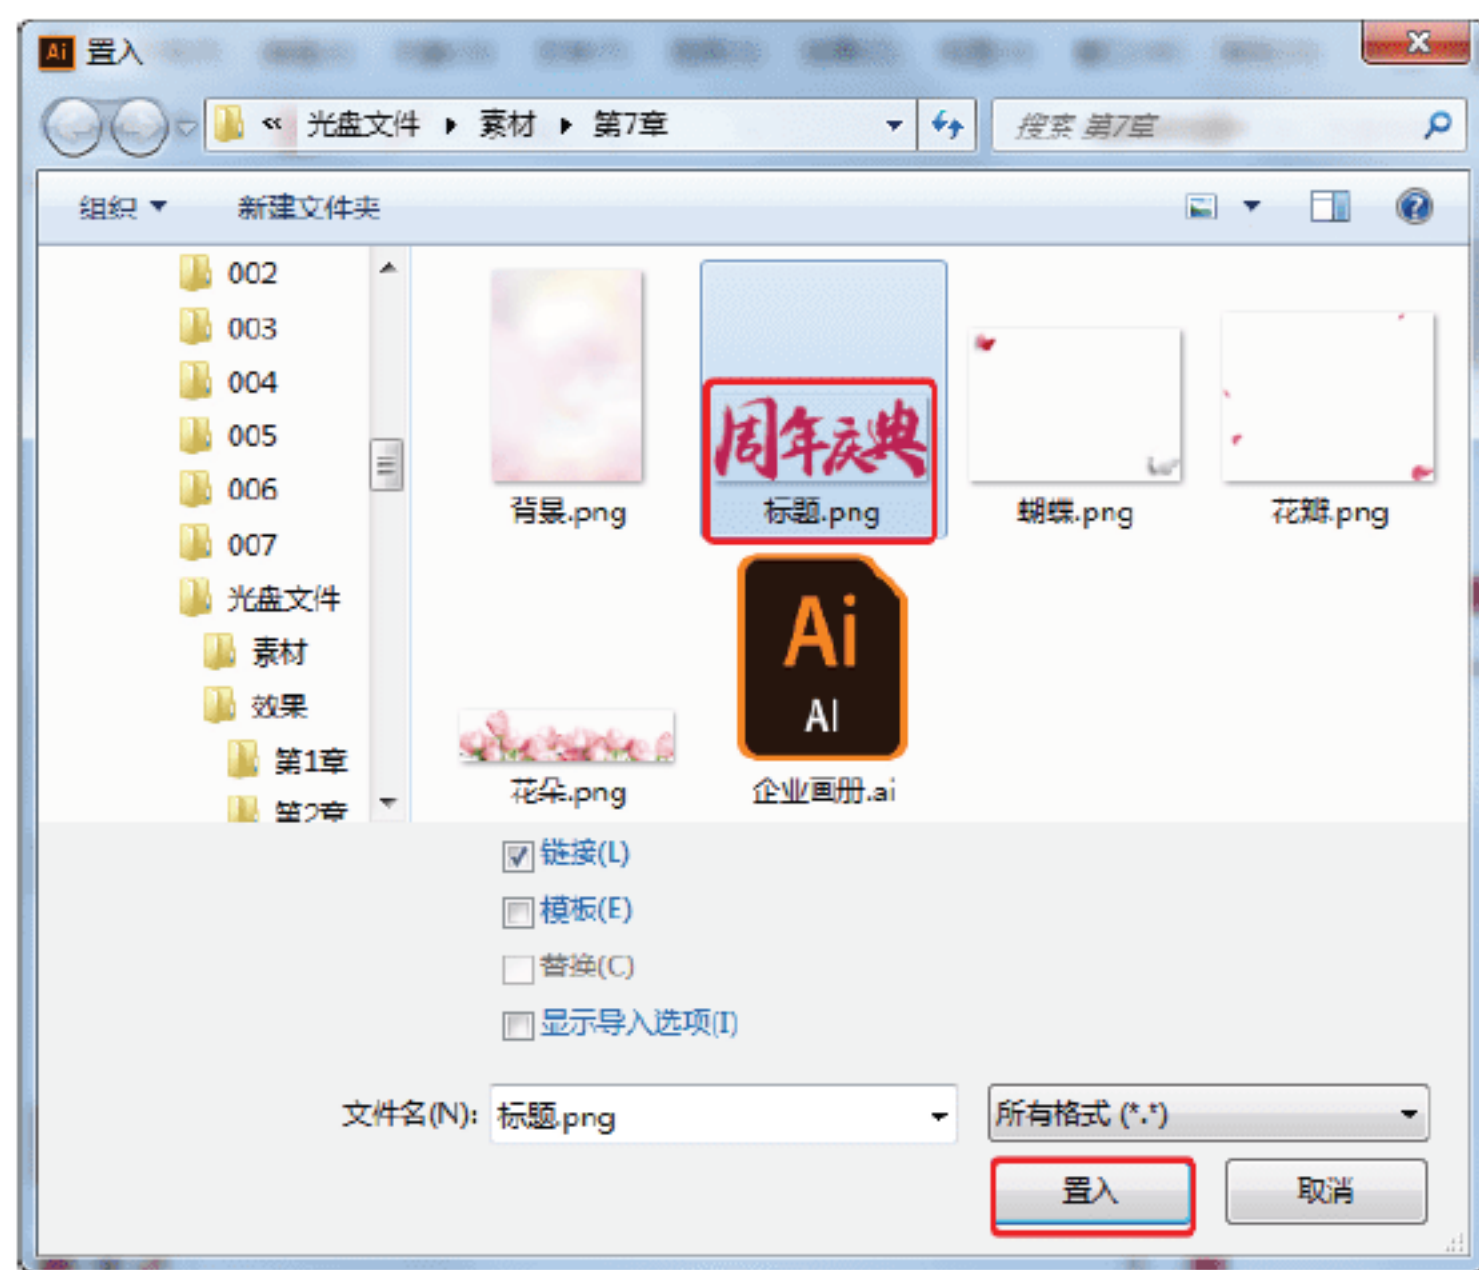 Ai 置入
« 光盘文件 ▸ 素材 ▸ 第7章
搜索 第7章
组织 新建文件夹
002
003
004
005
006
007
光盘文件
素材
效果
第1章
第2章
周年庆典
背景.png
标题.png
蝴蝶.png
花瓣.png
Ai
AI
花朵.png
企业画册.ai
链接(L)
模板(E)
替换(C)
显示导入选项(I)
文件名(N): 标题.png
所有格式 (*.*)
置入
取消